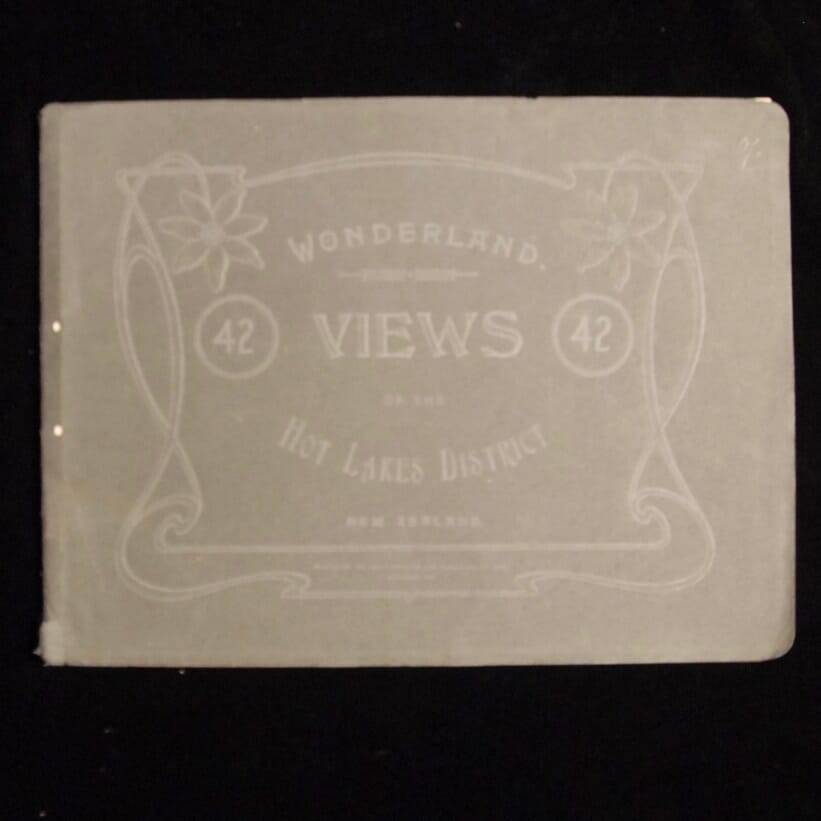 WONDERLAND.
42 VIEWS 42
OF THE
HOT LAKES DISTRICT
NEW ZEALAND.